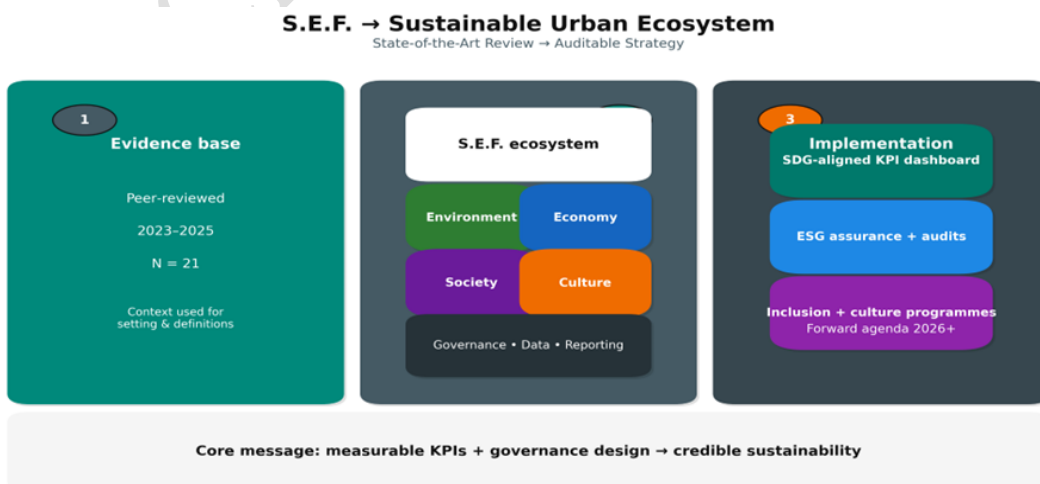 S.E.F. → Sustainable Urban Ecosystem
State-of-the-Art Review → Auditable Strategy
1
Evidence base
Peer-reviewed
2023–2025
N = 21
Context used for
setting & definitions
S.E.F. ecosystem
Environment
Economy
Society
Culture
Governance • Data • Reporting
3
Implementation
SDG-aligned KPI dashboard
ESG assurance + audits
Inclusion + culture programmes
Forward agenda 2026+
Core message: measurable KPIs + governance design → credible sustainability